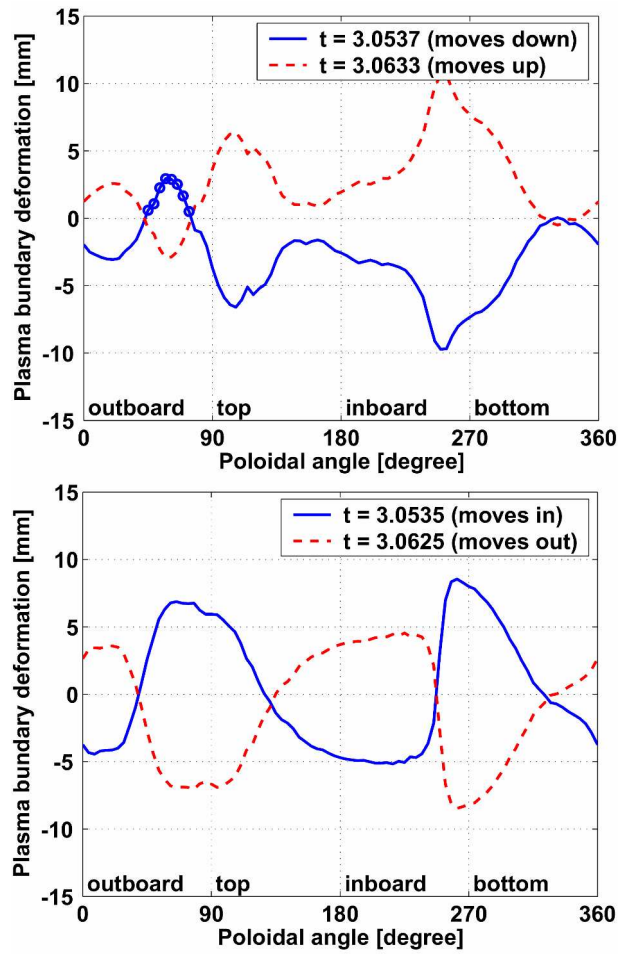 15
10
5
0
-5
-10
-15
Plasma bundary deformation [mm]
t = 3.0537 (moves down)
t = 3.0633 (moves up)
outboard top inboard bottom
0 90 180 270 360
Poloidal angle [degree]
15
10
5
0
-5
-10
-15
Plasma bundary deformation [mm]
t = 3.0535 (moves in)
t = 3.0625 (moves out)
outboard top inboard bottom
0 90 180 270 360
Poloidal angle [degree]